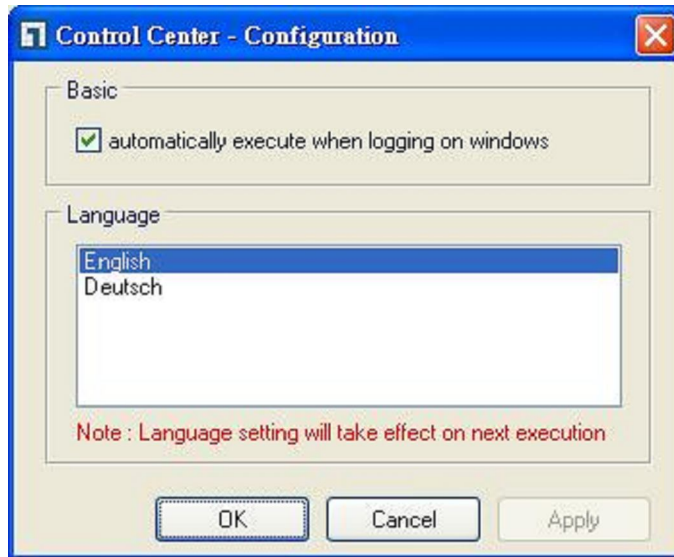 Control Center - Configuration
Basic
automatically execute when logging on windows
Language
English
Deutsch
Note : Language setting will take effect on next execution
OK Cancel Apply